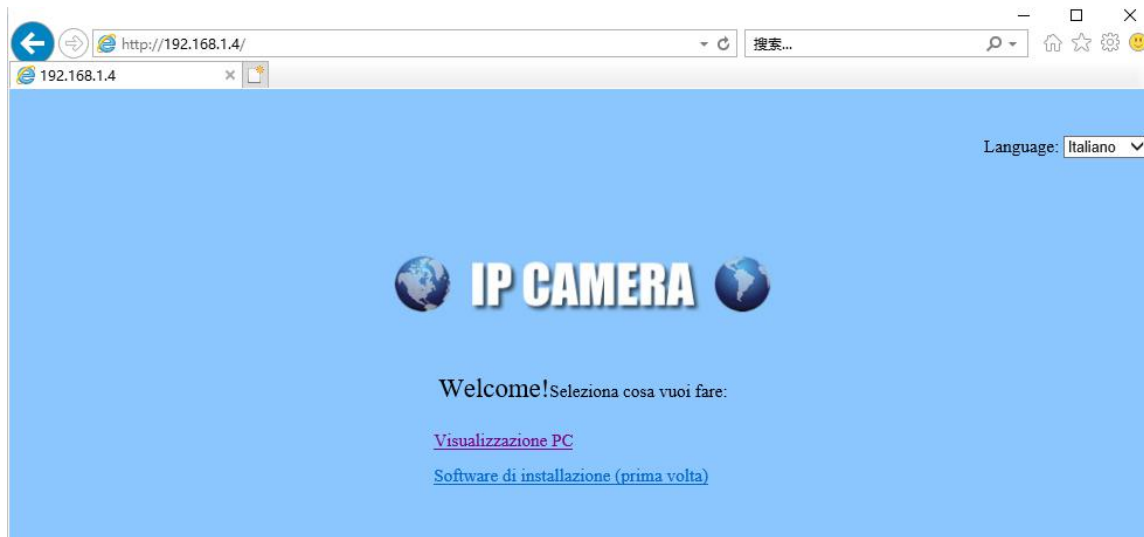 http://192.168.1.4/
搜索...
192.168.1.4
Language: Italiano
IP CAMERA
Welcome!Seleziona cosa vuoi fare:
Visualizzazione PC
Software di installazione (prima volta)